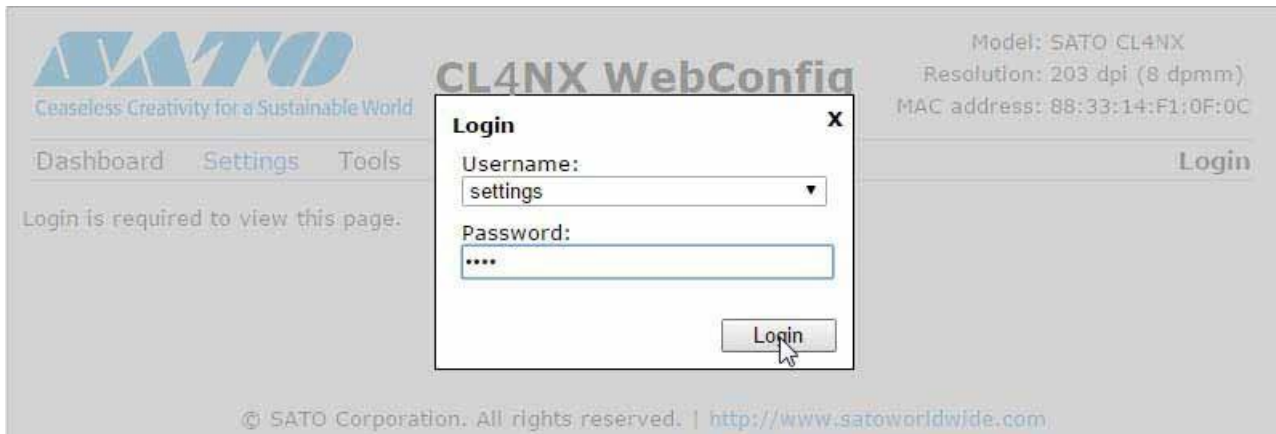 SATO
Ceaseless Creativity for a Sustainable World
CL4NX WebConfig
Model: SATO CL4NX
Resolution: 203 dpi (8 dpmm)
MAC address: 88:33:14:F1:0F:0C
Dashboard Settings Tools
Login
Login is required to view this page.
Login X
Username:
settings
Password:
••••
Login
© SATO Corporation. All rights reserved. | http://www.satoworldwide.com